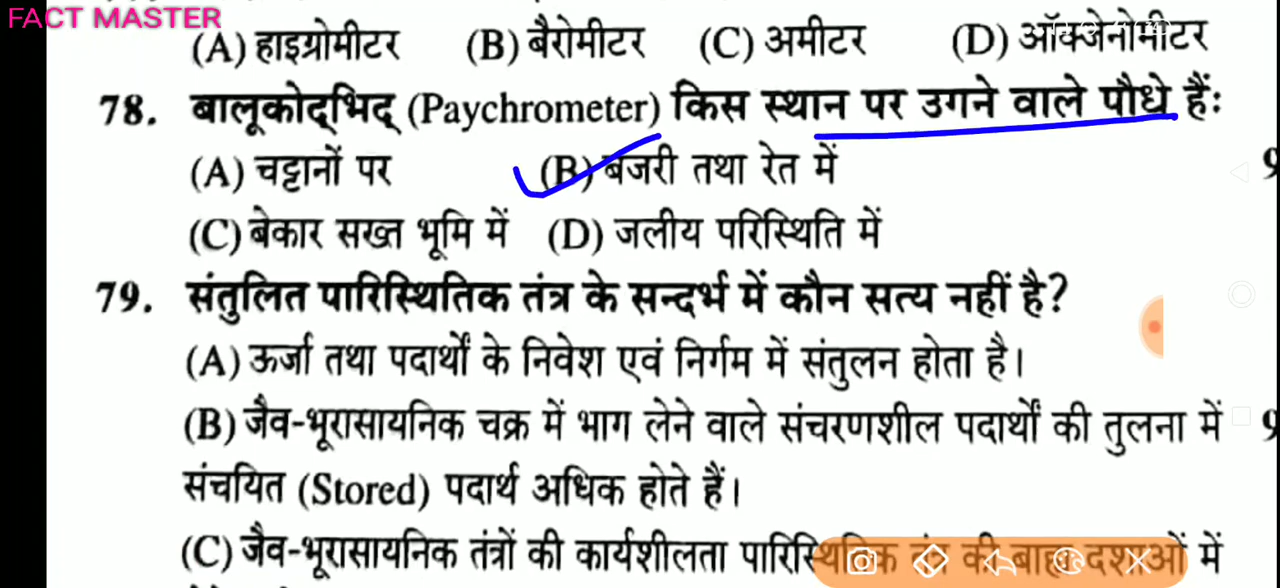 FACT MASTER
(A) हाइग्रोमीटर (B) बैरोमीटर (C) अमीटर (D) ऑक्जेनोमीटर
78. बालूकोद्भिद् (Paychrometer) किस स्थान पर उगने वाले पौधे हैंः
(A) चट्टानों पर (B) बजरी तथा रेत में
(C) बेकार सख्त भूमि में (D) जलीय परिस्थिति में
79. संतुलित पारिस्थितिक तंत्र के सन्दर्भ में कौन सत्य नहीं है?
(A) ऊर्जा तथा पदार्थों के निवेश एवं निर्गम में संतुलन होता है।
(B) जैव-भूरासायनिक चक्र में भाग लेने वाले संचरणशील पदार्थों की तुलना में
संचयित (Stored) पदार्थ अधिक होते हैं।
(C) जैव-भूरासायनिक तंत्रों की कार्यशीलता पारिस्थितिक तंत्र की बाह्य दशाओं में